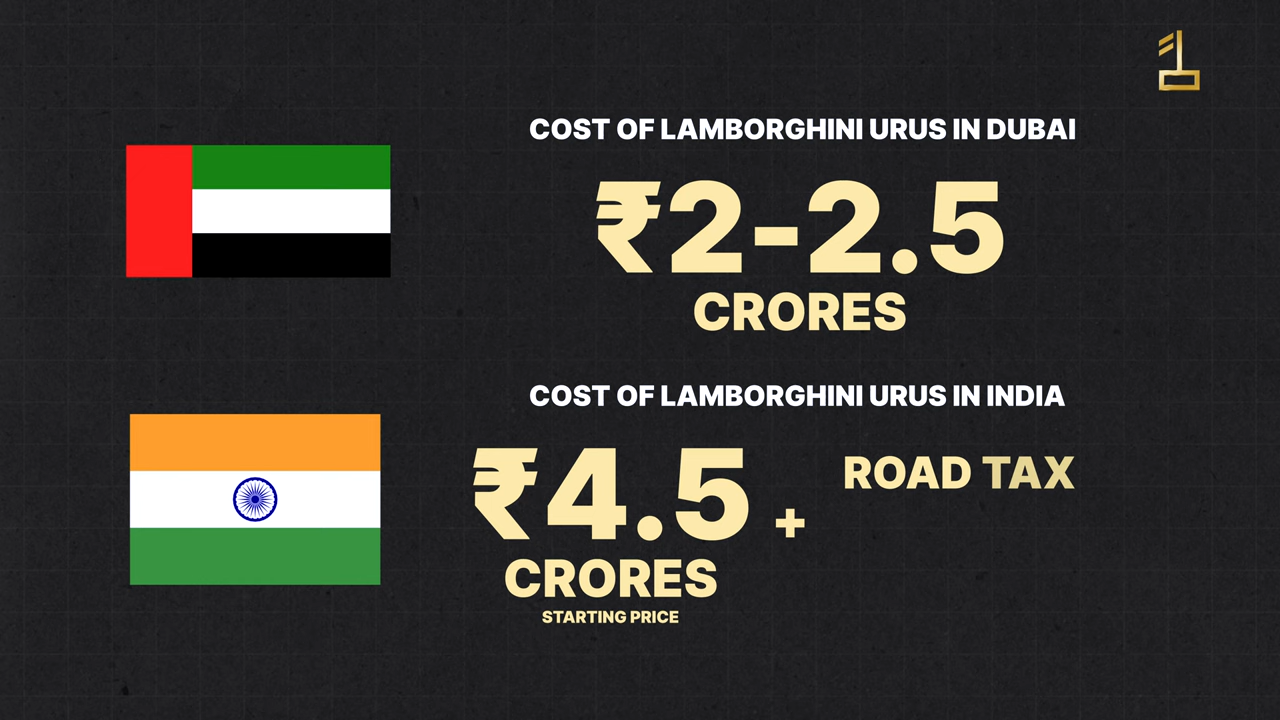 COST OF LAMBORGHINI URUS IN DUBAI
₹2-2.5
CRORES
COST OF LAMBORGHINI URUS IN INDIA
₹4.5 + ROAD TAX
CRORES
STARTING PRICE